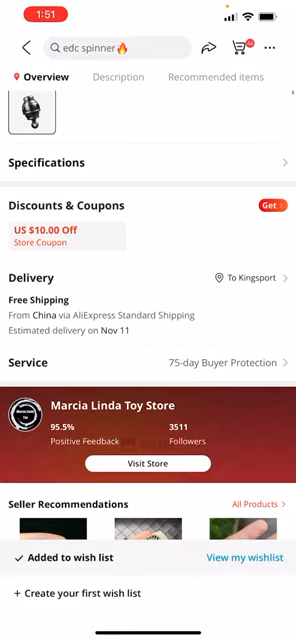 1:51
edc spinner🔥
Overview
Description
Recommended items
Specifications
Discounts & Coupons
Get
US $10.00 Off
Store Coupon
Delivery
To Kingsport
Free Shipping
From China via AliExpress Standard Shipping
Estimated delivery on Nov 11
Service
75-day Buyer Protection
Marcia Linda Toy Store
95.5%
3511
Positive Feedback
Followers
Visit Store
Seller Recommendations
All Products
Added to wish list
View my wishlist
+ Create your first wish list